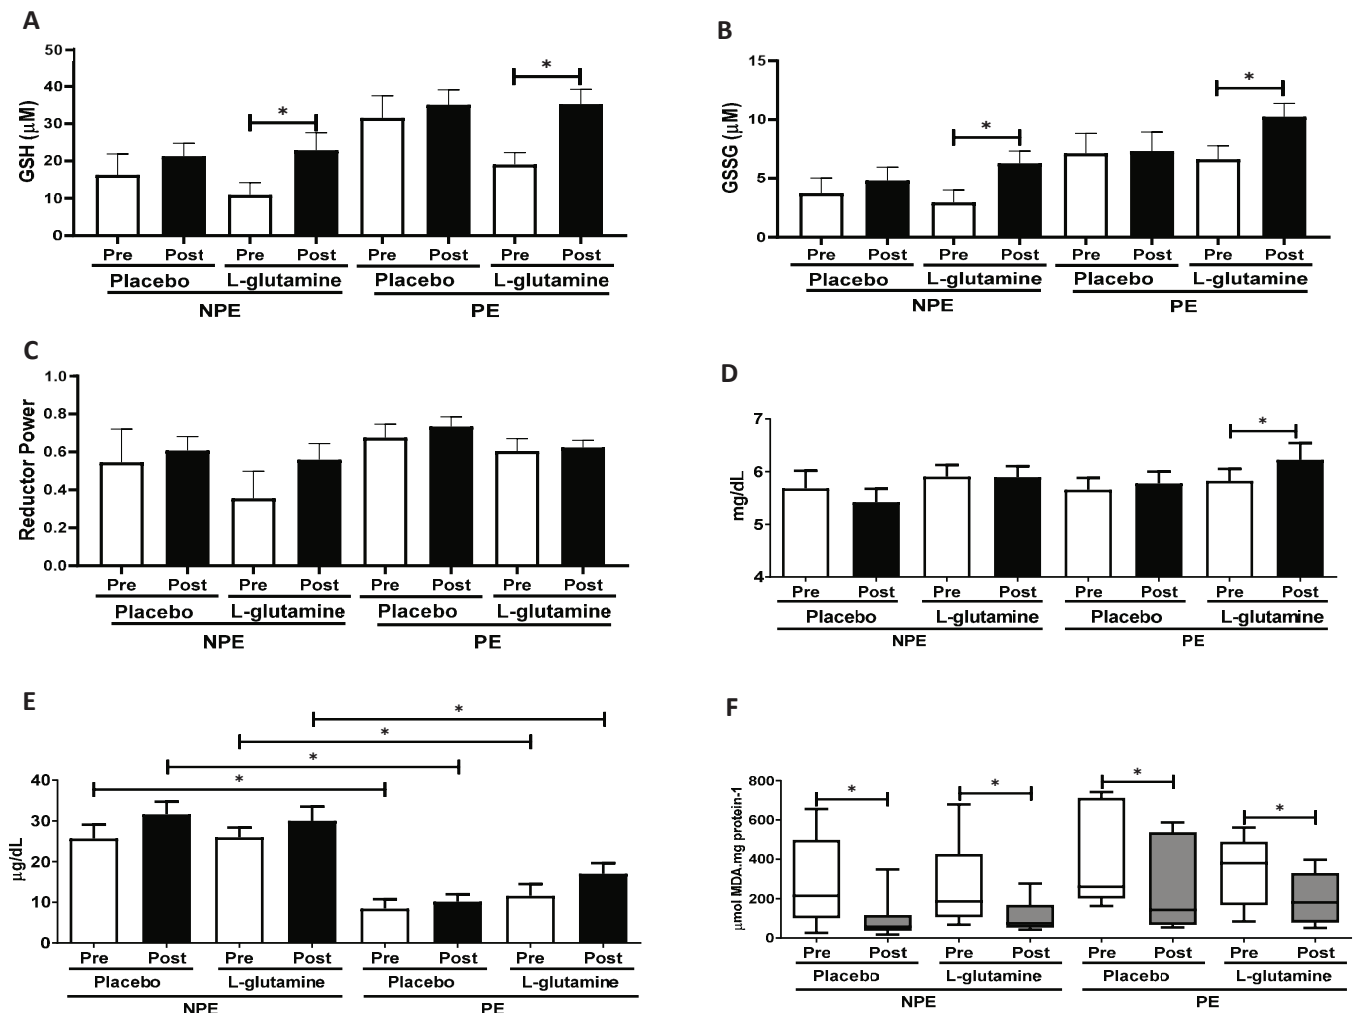 A
GSH (μM)
50
40
30
20
10
0
*
*
Pre Post Pre Post Pre Post Pre Post
Placebo L-glutamine Placebo L-glutamine
NPE PE
B
GSSG (μM)
15
10
5
0
*
*
Pre Post Pre Post Pre Post Pre Post
Placebo L-glutamine Placebo L-glutamine
NPE PE
C
Reductor Power
1.0
0.8
0.6
0.4
0.2
0.0
Pre Post Pre Post Pre Post Pre Post
Placebo L-glutamine Placebo L-glutamine
NPE PE
D
mg/dL
7
6
5
4
*
Pre Post Pre Post Pre Post Pre Post
Placebo L-glutamine Placebo L-glutamine
NPE PE
E
μg/dL
40
30
20
10
0
*
*
*
*
Pre Post Pre Post Pre Post Pre Post
Placebo L-glutamine Placebo L-glutamine
NPE PE
F
μmol MDA.mg protein-1
800
600
400
200
0
* * * *
Pre Post Pre Post Pre Post Pre Post
Placebo L-glutamine Placebo L-glutamine
NPE PE